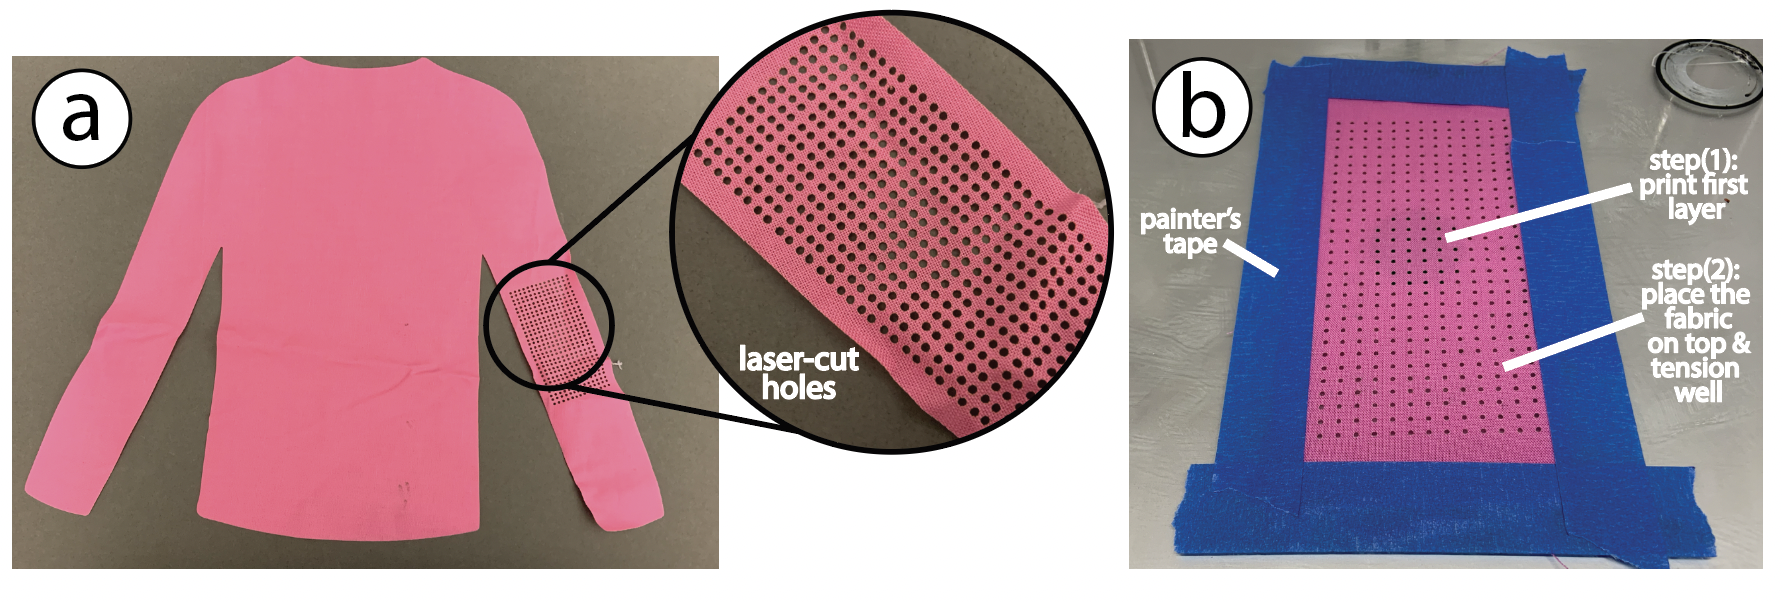 a
laser-cut
holes
b
painter's
tape
step(1):
print first
layer
step(2):
place the
fabric
on top &
tension
well